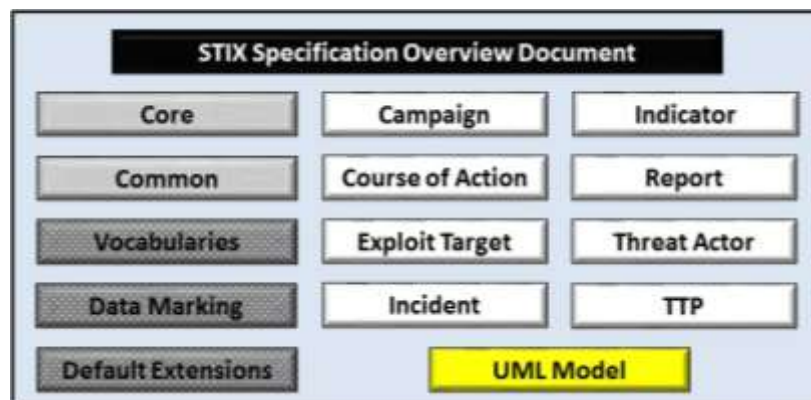 STIX Specification Overview Document
Core
Campaign
Indicator
Common
Course of Action
Report
Vocabularies
Exploit Target
Threat Actor
Data Marking
Incident
TTP
Default Extensions
UML Model